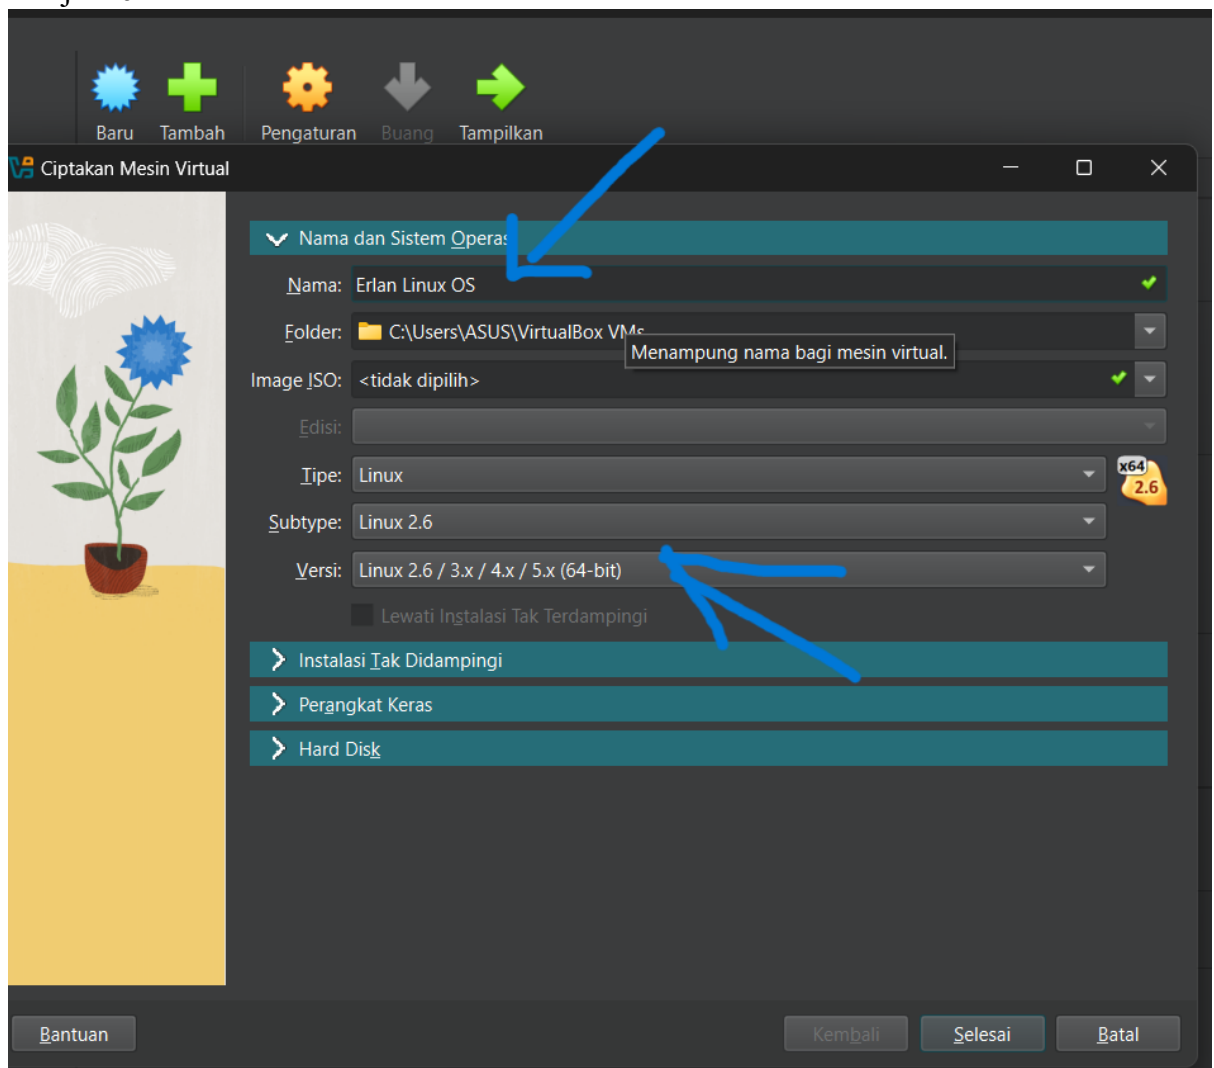 Baru Tambah Pengaturan Buang Tampilkan
Ciptakan Mesin Virtual
Nama dan Sistem Operas
Nama: Erlan Linux OS
Folder: C:\Users\ASUS\VirtualBox VMs
Menampung nama bagi mesin virtual.
Image ISO: <tidak dipilih>
Edisi:
Tipe: Linux
x64
2.6
Subtype: Linux 2.6
Versi: Linux 2.6 / 3.x / 4.x / 5.x (64-bit)
Lewati Instalasi Tak Terdampingi
Instalasi Tak Didampingi
Perangkat Keras
Hard Disk
Bantuan Kembali Selesai Batal